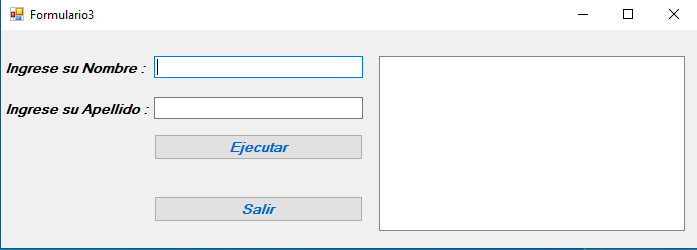 Formulario3
Ingrese su Nombre :
Ingrese su Apellido :
Ejecutar
Salir